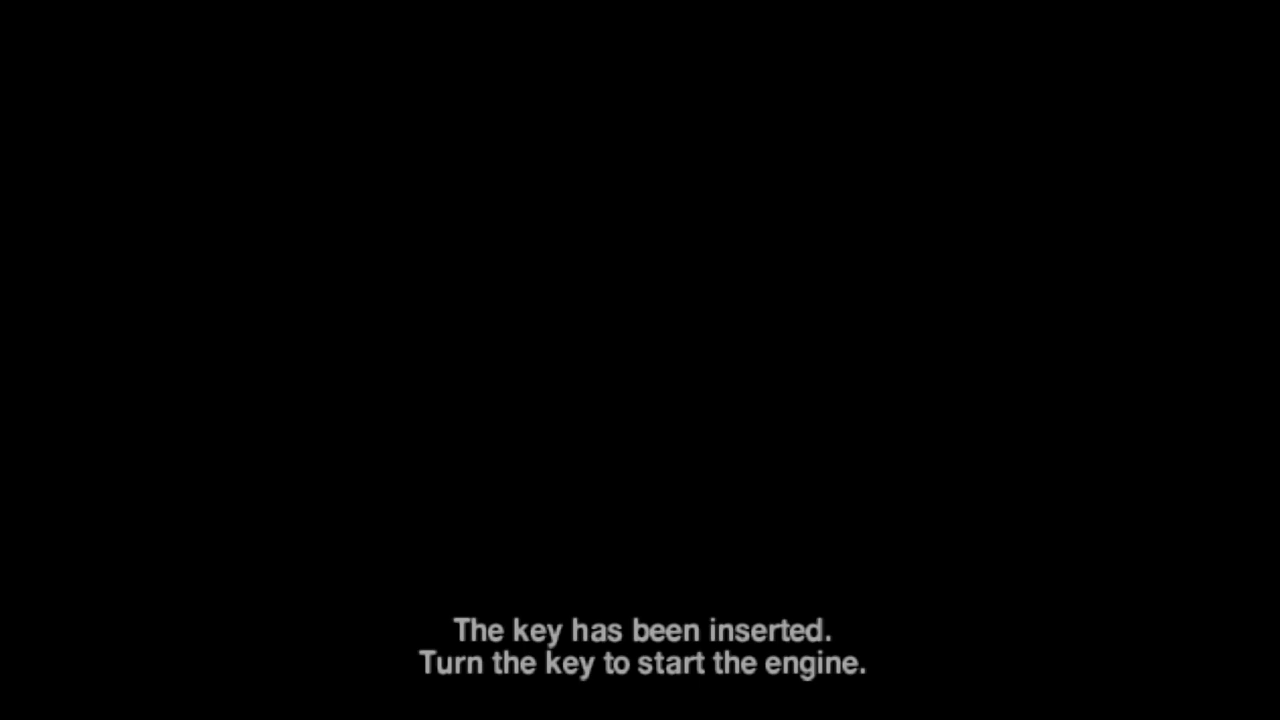 The key has been inserted.
Turn the key to start the engine.